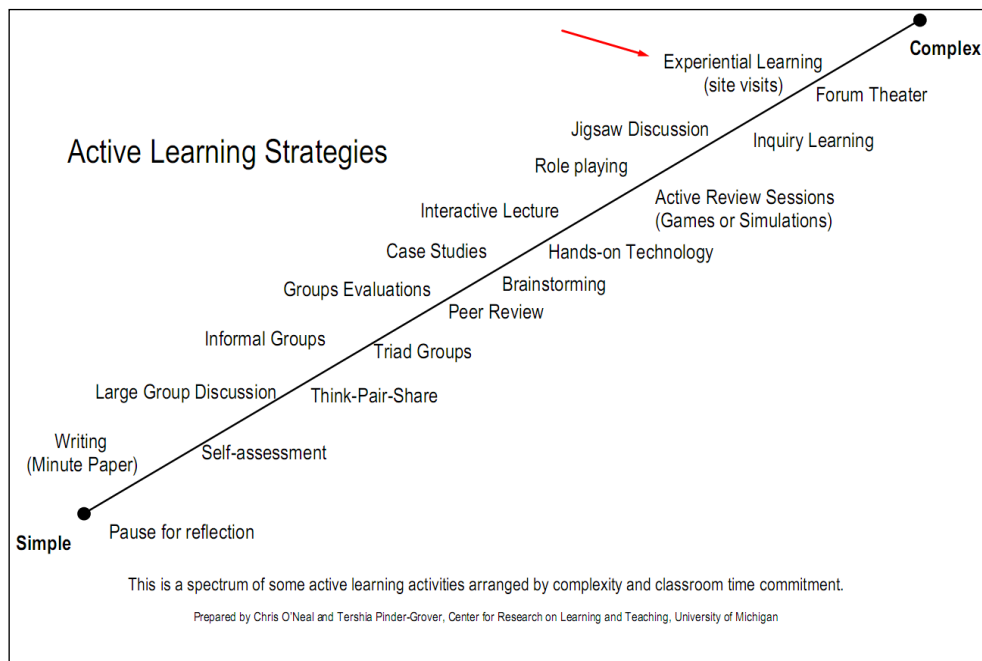 Complex
Experiential Learning
(site visits)
Forum Theater
Jigsaw Discussion
Inquiry Learning
Active Learning Strategies
Role playing
Active Review Sessions
(Games or Simulations)
Interactive Lecture
Case Studies
Hands-on Technology
Groups Evaluations
Brainstorming
Peer Review
Informal Groups
Triad Groups
Large Group Discussion
Think-Pair-Share
Writing
(Minute Paper)
Self-assessment
Simple
Pause for reflection
This is a spectrum of some active learning activities arranged by complexity and classroom time commitment.
Prepared by Chris O'Neal and Tershia Pinder-Grover, Center for Research on Learning and Teaching, University of Michigan